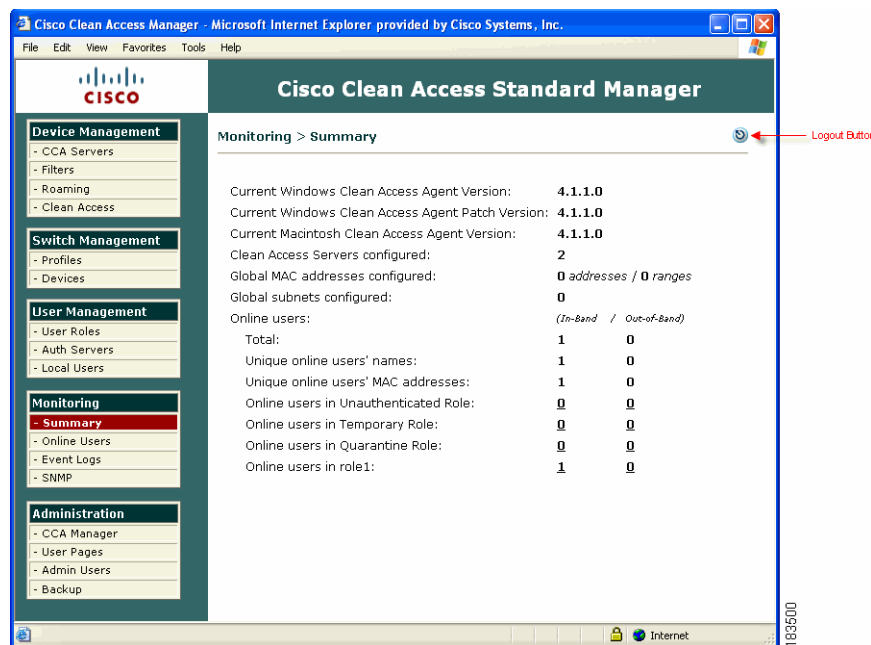 Cisco Clean Access Manager - Microsoft Internet Explorer provided by Cisco Systems, Inc.
File Edit View Favorites Tools Help
CISCO
Cisco Clean Access Standard Manager
Device Management
- CCA Servers
- Filters
- Roaming
- Clean Access
Switch Management
- Profiles
- Devices
User Management
- User Roles
- Auth Servers
- Local Users
Monitoring
- Summary
- Online Users
- Event Logs
- SNMP
Administration
- CCA Manager
- User Pages
- Admin Users
- Backup
Monitoring > Summary
Logout Button
Current Windows Clean Access Agent Version: 4.1.1.0
Current Windows Clean Access Agent Patch Version: 4.1.1.0
Current Macintosh Clean Access Agent Version: 4.1.1.0
Clean Access Servers configured: 2
Global MAC addresses configured: 0 addresses / 0 ranges
Global subnets configured: 0
Online users: (In-Band / Out-of-Band)
Total: 1 0
Unique online users' names: 1 0
Unique online users' MAC addresses: 1 0
Online users in Unauthenticated Role: 0 0
Online users in Temporary Role: 0 0
Online users in Quarantine Role: 0 0
Online users in role1: 1 0
Internet
183500